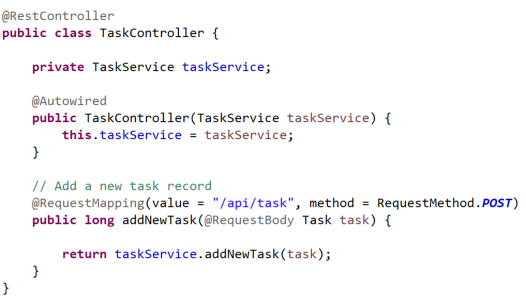 @RestController
public class TaskController {
private TaskService taskService;
@Autowired
public TaskController(TaskService taskService) {
this.taskService = taskService;
}
// Add a new task record
@RequestMapping(value = "/api/task", method = RequestMethod.POST)
public long addNewTask(@RequestBody Task task) {
return taskService.addNewTask(task);
}
}